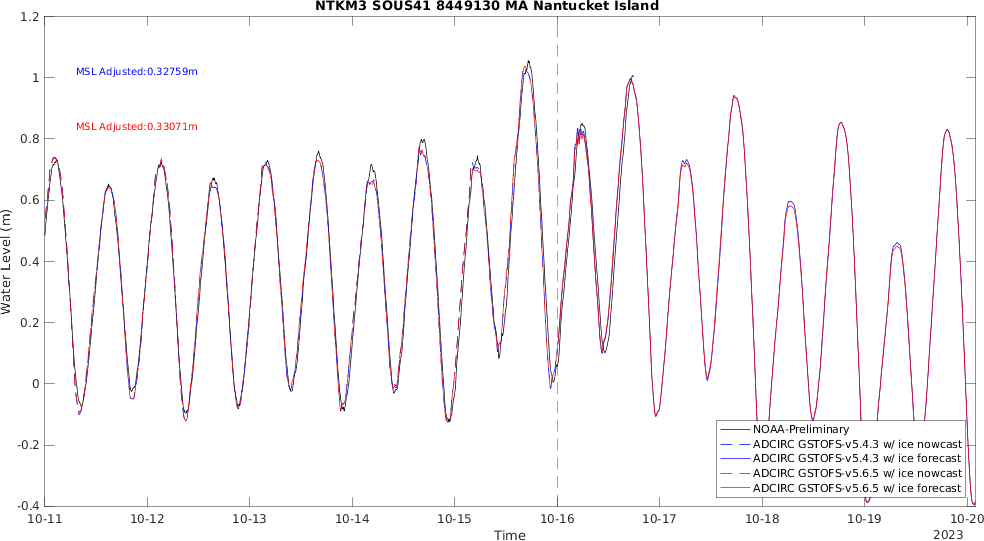 NTKM3 SOUS41 8449130 MA Nantucket Island
1.2
1
0.8
0.6
0.4
0.2
0
-0.2
-0.4
Water Level (m)
MSL Adjusted:0.32759m
MSL Adjusted:0.33071m
NOAA-Preliminary
ADCIRC GSTOFS-v5.4.3 w/ ice nowcast
ADCIRC GSTOFS-v5.4.3 w/ ice forecast
ADCIRC GSTOFS-v5.6.5 w/ ice nowcast
ADCIRC GSTOFS-v5.6.5 w/ ice forecast
10-11 10-12 10-13 10-14 10-15 10-16 10-17 10-18 10-19 10-20
2023
Time